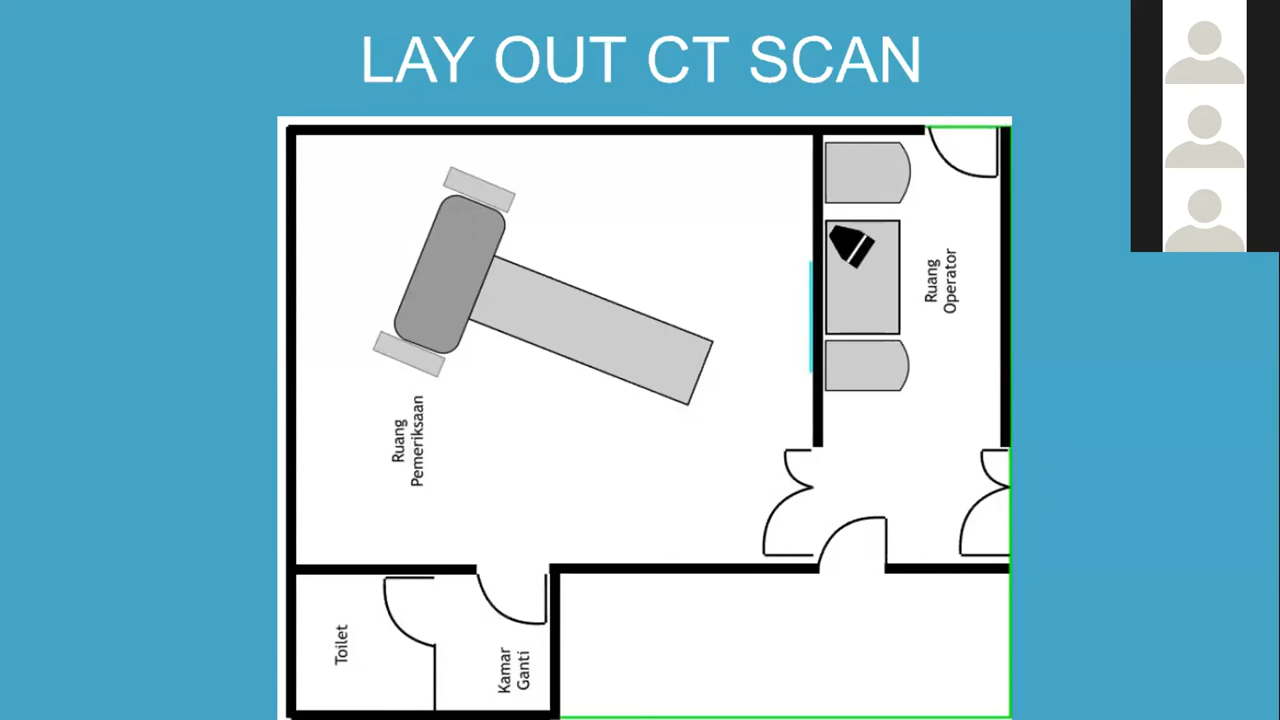 LAY OUT CT SCAN
Ruang
Operator
Ruang
Pemeriksaan
Toilet
Kamar
Ganti